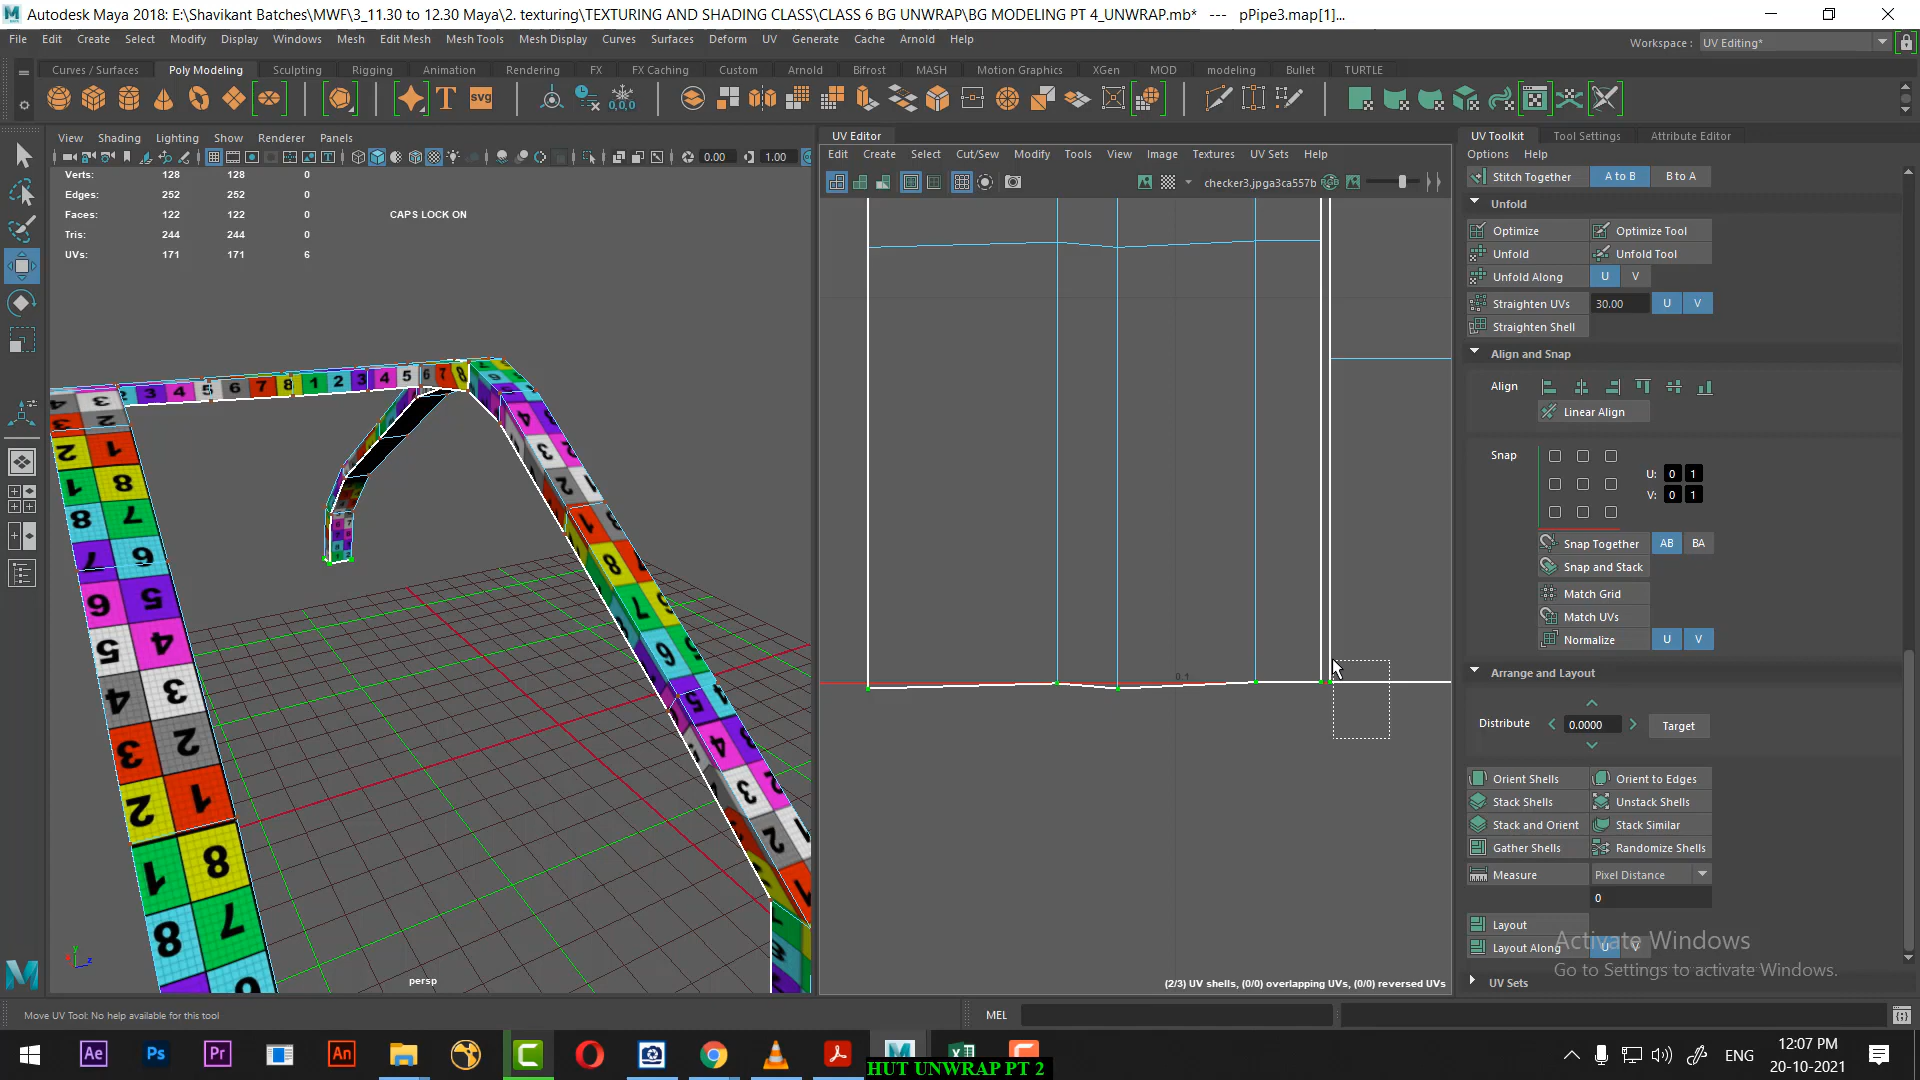 Autodesk Maya 2018: E:\Shavikant Batches\MWF\3_11.30 to 12.30 Maya\2. texturing\TEXTURING AND SHADING CLASS\CLASS 6 BG UNWRAP\BG MODELING PT 4_UNWRAP.mb* --- pPipe3.map[1]...
File Edit Create Select Modify Display Windows Mesh Edit Mesh Mesh Tools Mesh Display Curves Surfaces Deform UV Generate Cache Arnold Help
Workspace : UV Editing*
Curves / Surfaces Poly Modeling Sculpting Rigging Animation Rendering FX FX Caching Custom Arnold Bifrost MASH Motion Graphics XGen MOD modeling Bullet TURTLE
View Shading Lighting Show Renderer Panels
0.00 1.00
Verts: 128 128 0
Edges: 252 252 0
Faces: 122 122 0
Tris: 244 244 0
UVs: 171 171 6
CAPS LOCK ON
persp
UV Editor
Edit Create Select Cut/Sew Modify Tools View Image Textures UV Sets Help
checker3.jpga3ca557b
0.1
(2/3) UV shells, (0/0) overlapping UVs, (0/0) reversed UVs
UV Toolkit Tool Settings Attribute Editor
Options Help
Stitch Together A to B B to A
Unfold
Optimize Optimize Tool
Unfold Unfold Tool
Unfold Along U V
Straighten UVs 30.00 U V
Straighten Shell
Align and Snap
Align
Linear Align
Snap
U: 0 1
V: 0 1
Snap Together AB BA
Snap and Stack
Match Grid
Match UVs
Normalize U V
Arrange and Layout
Distribute 0.0000 Target
Orient Shells Orient to Edges
Stack Shells Unstack Shells
Stack and Orient Stack Similar
Gather Shells Randomize Shells
Measure Pixel Distance
0
Layout
Layout Along U V
UV Sets
Activate Windows
Go to Settings to activate Windows.
Move UV Tool: No help available for this tool
MEL
HUT UNWRAP PT 2
ENG
12:07 PM
20-10-2021